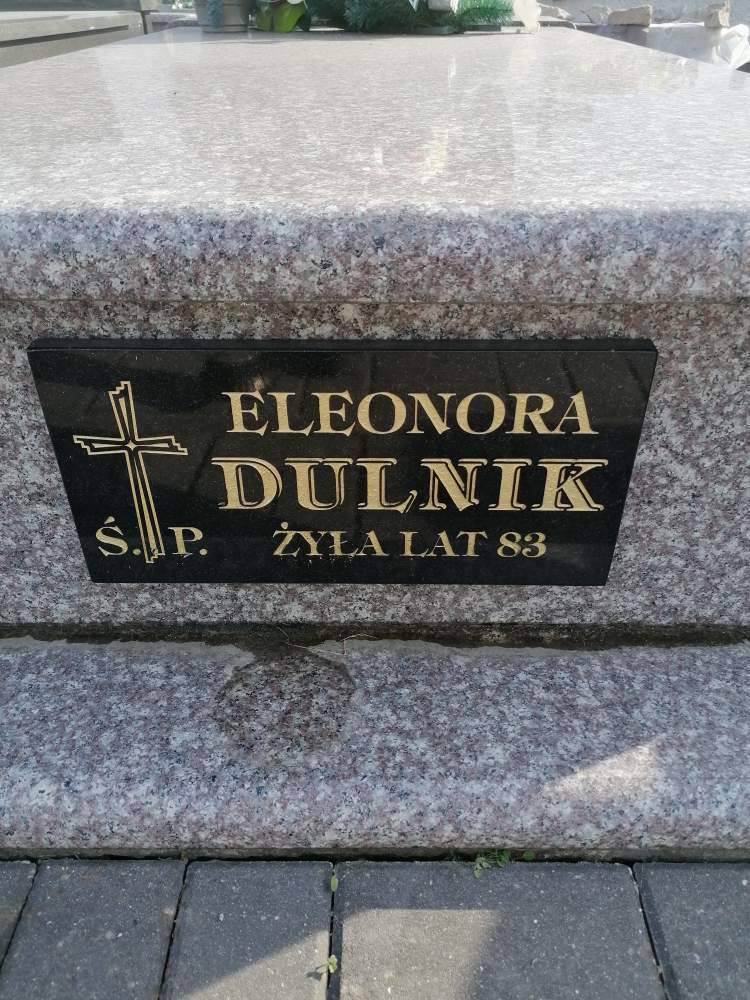 ELEONORA
DULNIK
Ś.P. ŻYŁA LAT 83